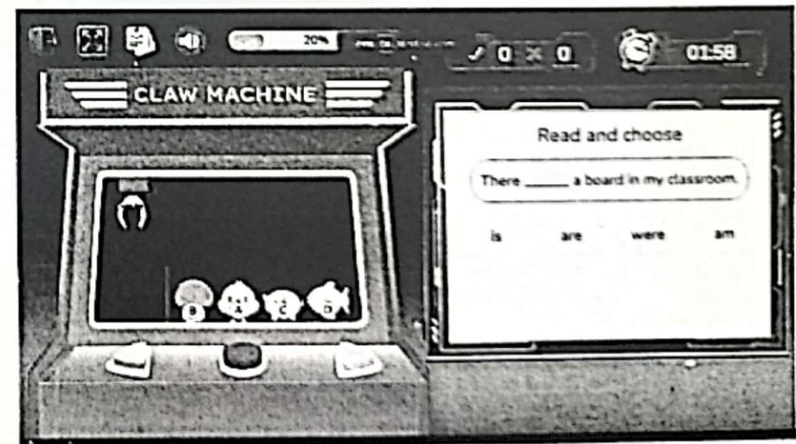 20%
0 0
01:58
CLAW MACHINE
Read and choose
There _____ a board in my classroom.
is are were am
B A C D